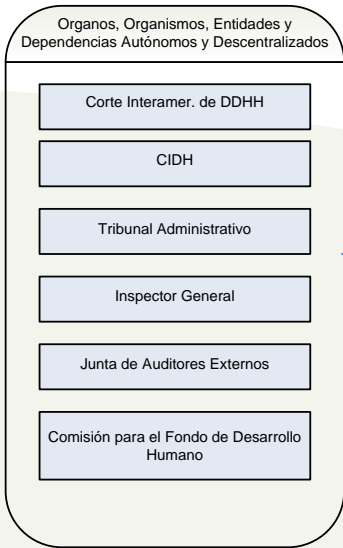 Organos, Organismos, Entidades y
Dependencias Autónomos y Descentralizados
Corte Interamer. de DDHH
CIDH
Tribunal Administrativo
Inspector General
Junta de Auditores Externos
Comisión para el Fondo de Desarrollo
Humano